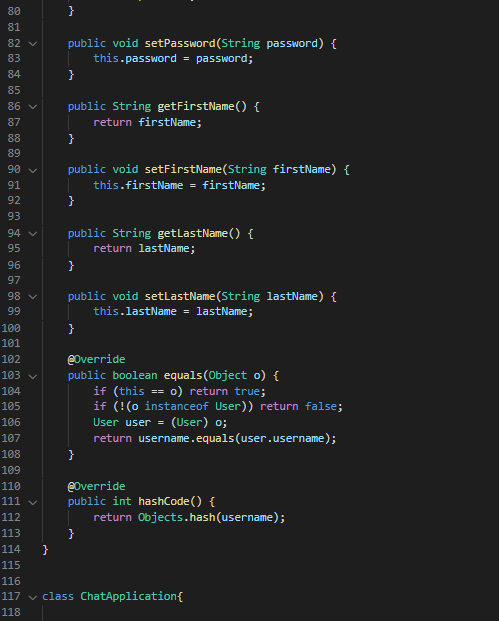 80 }
81
82 public void setPassword(String password) {
83 this.password = password;
84 }
85
86 public String getFirstName() {
87 return firstName;
88 }
89
90 public void setFirstName(String firstName) {
91 this.firstName = firstName;
92 }
93
94 public String getLastName() {
95 return lastName;
96 }
97
98 public void setLastName(String lastName) {
99 this.lastName = lastName;
100 }
101
102 @Override
103 public boolean equals(Object o) {
104 if (this == o) return true;
105 if (!(o instanceof User)) return false;
106 User user = (User) o;
107 return username.equals(user.username);
108 }
109
110 @Override
111 public int hashCode() {
112 return Objects.hash(username);
113 }
114 }
115
116
117 class ChatApplication{
118